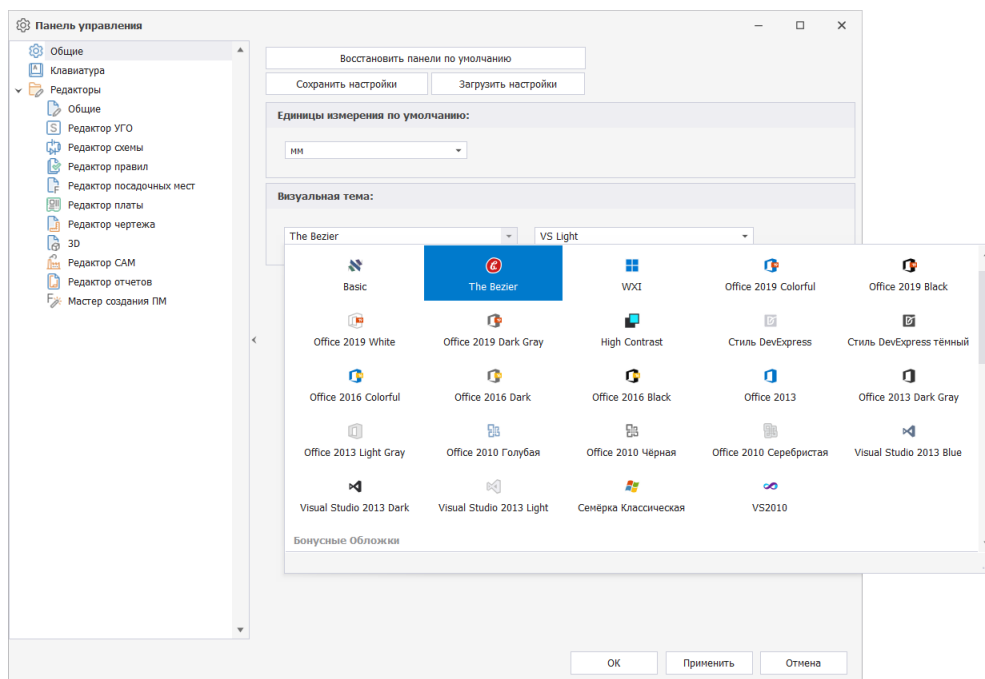 Панель управления
Общие
Клавиатура
Редакторы
Общие
Редактор УГО
Редактор схемы
Редактор правил
Редактор посадочных мест
Редактор платы
Редактор чертежа
3D
Редактор CAM
Редактор отчетов
Мастер создания ПМ
Восстановить панели по умолчанию
Сохранить настройки Загрузить настройки
Единицы измерения по умолчанию:
мм
Визуальная тема:
The Bezier VS Light
Basic The Bezier WXI Office 2019 Colorful Office 2019 Black
Office 2019 White Office 2019 Dark Gray High Contrast Стиль DevExpress Стиль DevExpress тёмный
Office 2016 Colorful Office 2016 Dark Office 2016 Black Office 2013 Office 2013 Dark Gray
Office 2013 Light Gray Office 2010 Голубая Office 2010 Чёрная Office 2010 Серебристая Visual Studio 2013 Blue
Visual Studio 2013 Dark Visual Studio 2013 Light Семёрка Классическая VS2010
Бонусные Обложки
ОК Применить Отмена